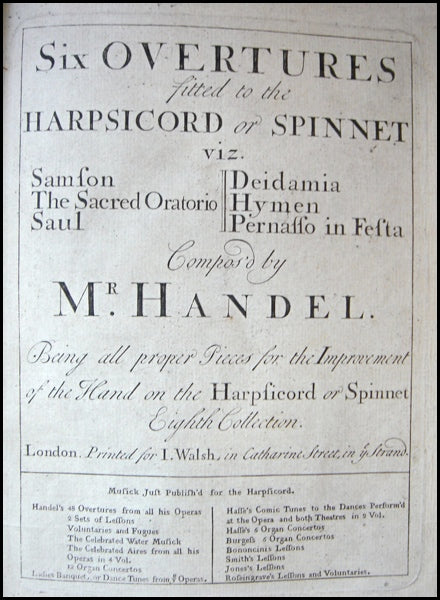 Six OVERTURES
fitted to the
HARPSICORD or SPINNET
viz.
Samſon
The Sacred Oratorio
Saul
Deidamia
Hymen
Pernaſſo in Feſta
Compos'd by
Mr. HANDEL.
Being all proper Pieces for the Improvement
of the Hand on the Harpſicord or Spinnet
Eighth Collection.
London. Printed for I. Walsh, in Catharine Street, in ye Strand.
Muſick Juſt Publiſh'd for the Harpſicord.
Handel's 48 Overtures from all his Operas
2 Sets of Leſſons
Voluntaries and Fugues
The Celebrated Water Muſick
The Celebrated Aires from all his
Operas in 4 Vol.
12 Organ Concertos
Ladies Banquet, or Dance Tunes from ye Operas.
Haſſe's Comic Tunes to the Dances Perform'd
at the Opera and both Theatres in 2 Vol.
Haſſe's 6 Organ Concertos
Burgeſs 6 Organ Concertos
Bononcinis Leſſons
Smith's Leſſons
Jones's Leſſons
Roſeingrave's Leſſons and Voluntaries.